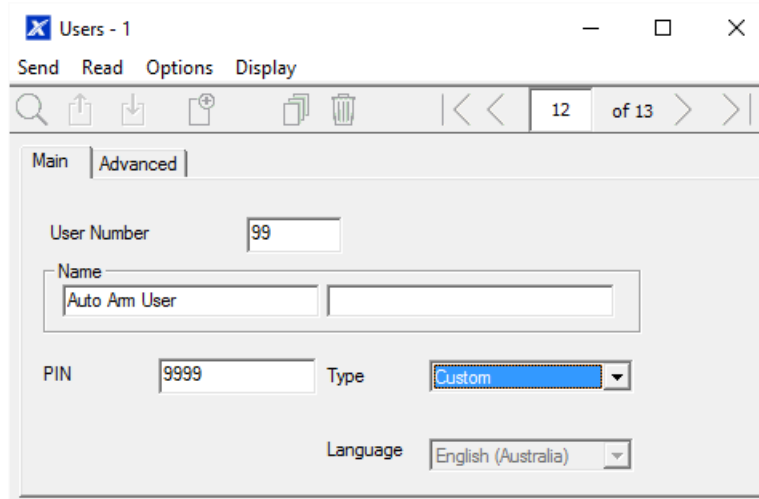 Users - 1
Send Read Options Display
12 of 13
Main Advanced
User Number 99
Name
Auto Arm User
PIN 9999 Type Custom
Language English (Australia)